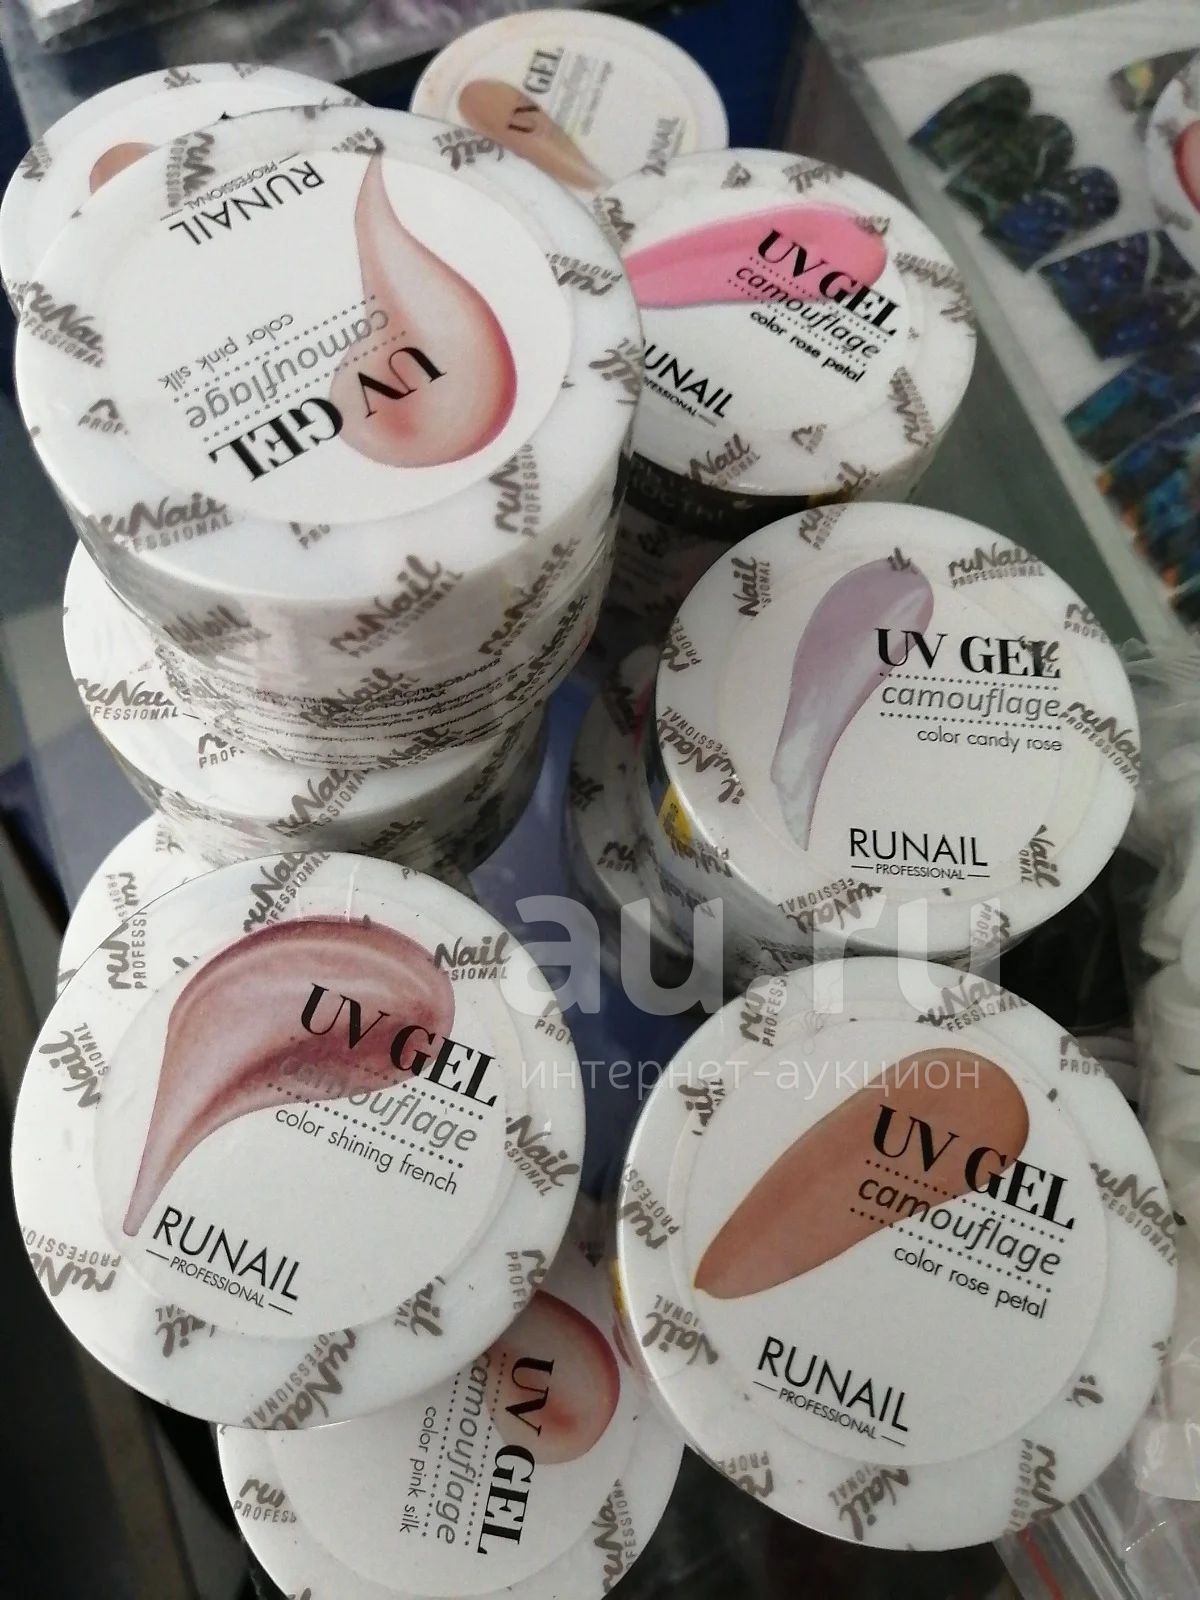 UV GEL
RUNAIL
PROFESSIONAL
UV GEL
camouflage
color pink silk
UV GEL
camouflage
color rose petal
RUNAIL
UV GEL
camouflage
color candy rose
RUNAIL
PROFESSIONAL
UV GEL
camouflage
color shining french
RUNAIL
PROFESSIONAL
UV GEL
camouflage
color rose petal
RUNAIL
PROFESSIONAL
UV GEL
camouflage
color pink silk
ruNail
PROFESSIONAL
au.ru
интернет-аукцион